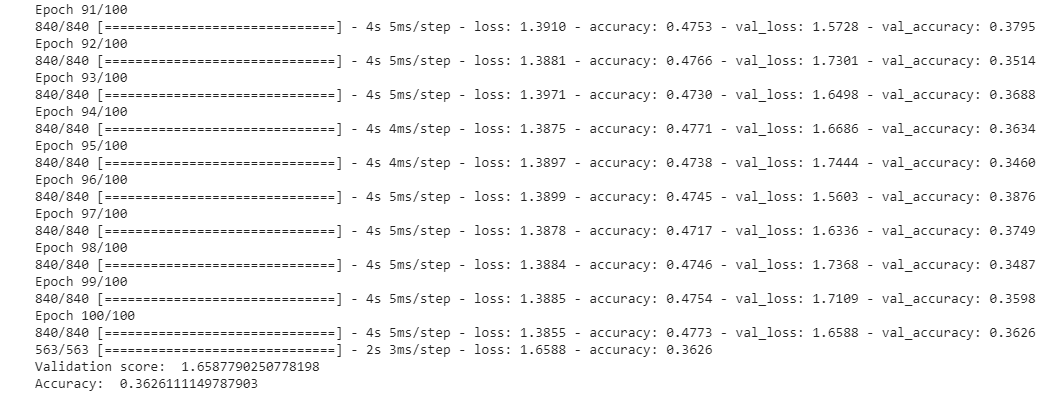 Epoch 91/100
840/840 [==============================] - 4s 5ms/step - loss: 1.3910 - accuracy: 0.4753 - val_loss: 1.5728 - val_accuracy: 0.3795
Epoch 92/100
840/840 [==============================] - 4s 5ms/step - loss: 1.3881 - accuracy: 0.4766 - val_loss: 1.7301 - val_accuracy: 0.3514
Epoch 93/100
840/840 [==============================] - 4s 5ms/step - loss: 1.3971 - accuracy: 0.4730 - val_loss: 1.6498 - val_accuracy: 0.3688
Epoch 94/100
840/840 [==============================] - 4s 4ms/step - loss: 1.3875 - accuracy: 0.4771 - val_loss: 1.6686 - val_accuracy: 0.3634
Epoch 95/100
840/840 [==============================] - 4s 4ms/step - loss: 1.3897 - accuracy: 0.4738 - val_loss: 1.7444 - val_accuracy: 0.3460
Epoch 96/100
840/840 [==============================] - 4s 5ms/step - loss: 1.3899 - accuracy: 0.4745 - val_loss: 1.5603 - val_accuracy: 0.3876
Epoch 97/100
840/840 [==============================] - 4s 5ms/step - loss: 1.3878 - accuracy: 0.4717 - val_loss: 1.6336 - val_accuracy: 0.3749
Epoch 98/100
840/840 [==============================] - 4s 5ms/step - loss: 1.3884 - accuracy: 0.4746 - val_loss: 1.7368 - val_accuracy: 0.3487
Epoch 99/100
840/840 [==============================] - 4s 5ms/step - loss: 1.3885 - accuracy: 0.4754 - val_loss: 1.7109 - val_accuracy: 0.3598
Epoch 100/100
840/840 [==============================] - 4s 5ms/step - loss: 1.3855 - accuracy: 0.4773 - val_loss: 1.6588 - val_accuracy: 0.3626
563/563 [==============================] - 2s 3ms/step - loss: 1.6588 - accuracy: 0.3626
Validation score:  1.6587790250778198
Accuracy:  0.3626111149787903